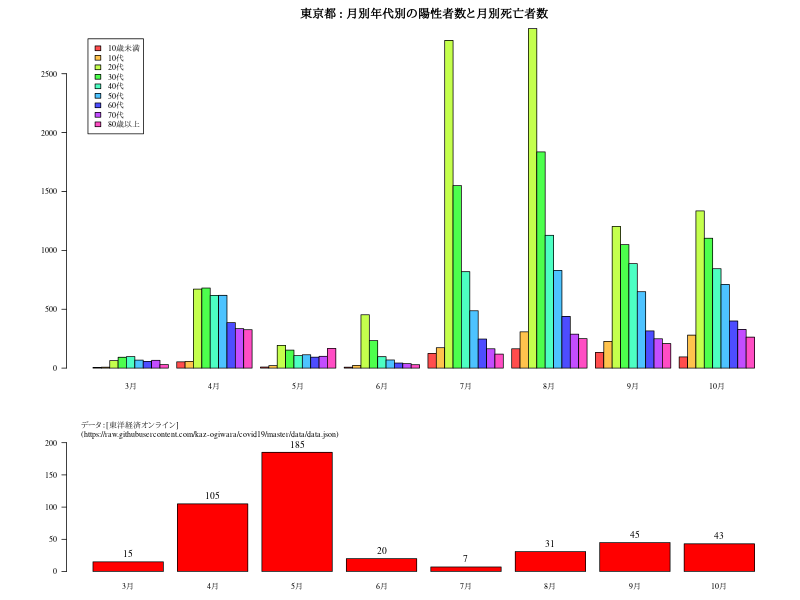 東京都 : 月別年代別の陽性者数と月別死亡者数
10歳未満
10代
20代
30代
40代
50代
60代
70代
80歳以上
2500
2000
1500
1000
500
0
3月 4月 5月 6月 7月 8月 9月 10月
データ:[東洋経済オンライン]
(https://raw.githubusercontent.com/kaz-ogiwara/covid19/master/data/data.json)
200
150
100
50
0
15 105 185 20 7 31 45 43
3月 4月 5月 6月 7月 8月 9月 10月